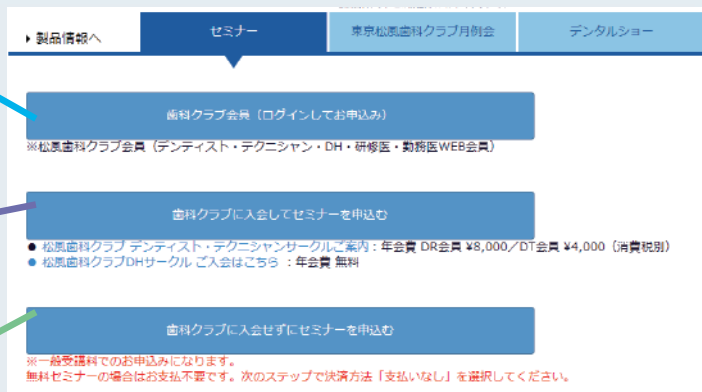 ▸ 製品情報へ
セミナー
東京松風歯科クラブ月例会
デンタルショー
歯科クラブ会員（ログインしてお申込み）
※松風歯科クラブ会員（デンティスト・テクニシャン・DH・研修医・勤務医WEB会員）
歯科クラブに入会してセミナーを申込む
● 松風歯科クラブ デンティスト・テクニシャンサークルご案内：年会費 DR会員 ¥8,000／DT会員 ¥4,000（消費税別）
● 松風歯科クラブDHサークル ご入会はこちら ：年会費 無料
歯科クラブに入会せずにセミナーを申込む
※一般受講料でのお申込みになります。
無料セミナーの場合はお支払不要です。次のステップで決済方法「支払いなし」を選択してください。